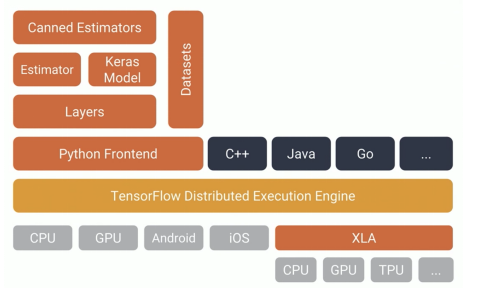 Canned Estimators
Estimator
Keras
Model
Datasets
Layers
Python Frontend
C++
Java
Go
...
TensorFlow Distributed Execution Engine
CPU
GPU
Android
iOS
XLA
CPU
GPU
TPU
...